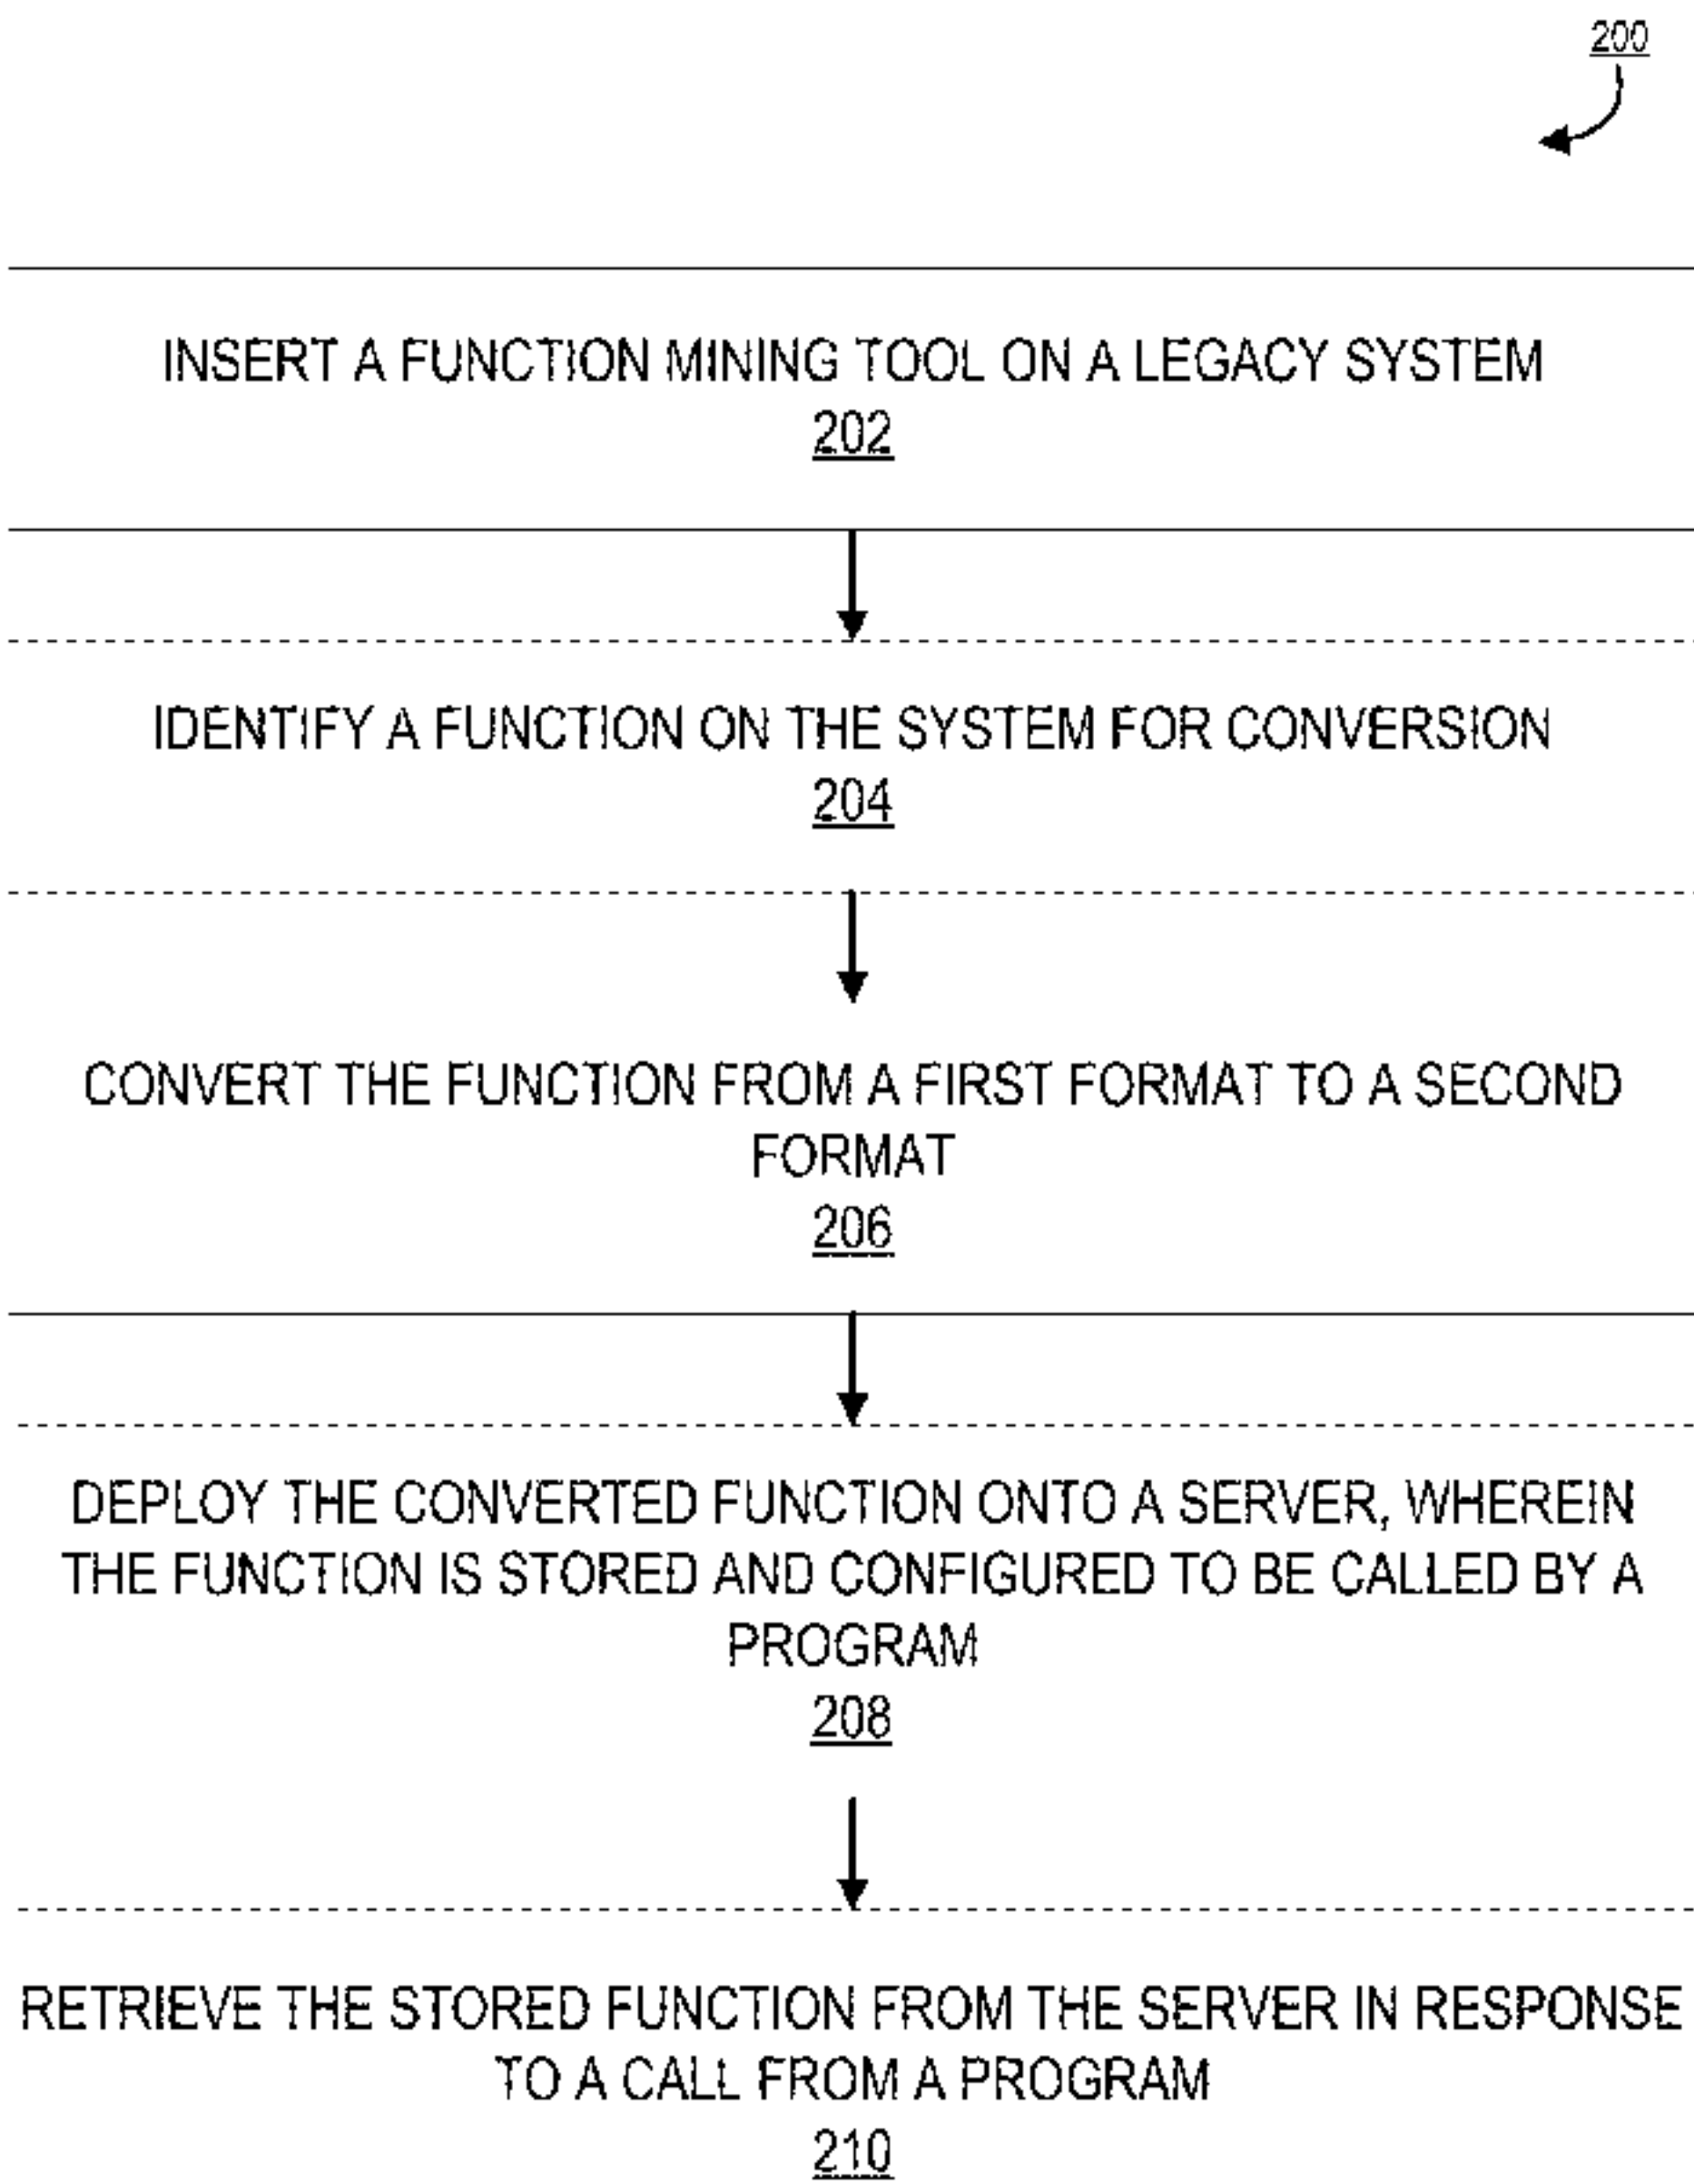 200
INSERT A FUNCTION MINING TOOL ON A LEGACY SYSTEM
202
IDENTIFY A FUNCTION ON THE SYSTEM FOR CONVERSION
204
CONVERT THE FUNCTION FROM A FIRST FORMAT TO A SECOND
FORMAT
206
DEPLOY THE CONVERTED FUNCTION ONTO A SERVER, WHEREIN
THE FUNCTION IS STORED AND CONFIGURED TO BE CALLED BY A
PROGRAM
208
RETRIEVE THE STORED FUNCTION FROM THE SERVER IN RESPONSE
TO A CALL FROM A PROGRAM
210